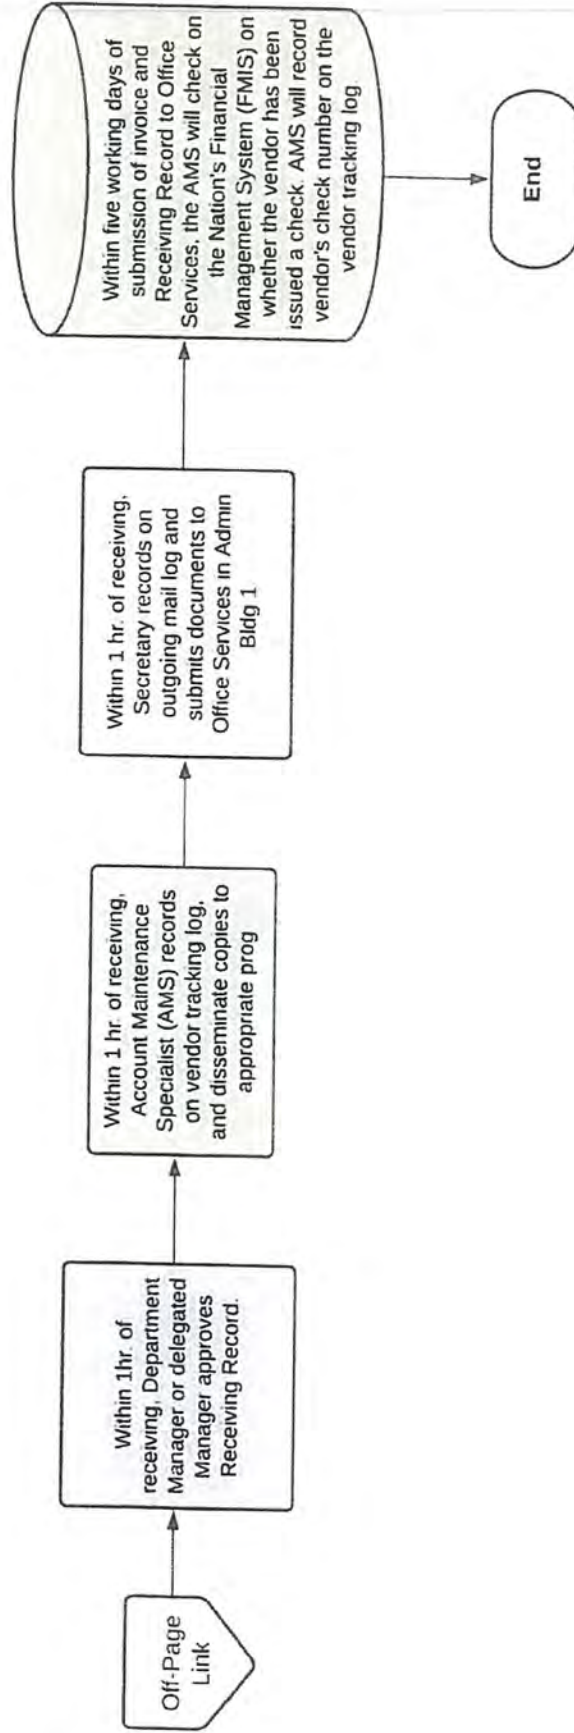 Off-Page
Link
Within 1hr. of
receiving, Department
Manager or delegated
Manager approves
Receiving Record.
Within 1 hr. of receiving,
Account Maintenance
Specialist (AMS) records
on vendor tracking log,
and disseminate copies to
appropriate prog
Within 1 hr. of receiving,
Secretary records on
outgoing mail log and
submits documents to
Office Services in Admin
Bldg 1
Within five working days of
submission of invoice and
Receiving Record to Office
Services, the AMS will check on
the Nation's Financial
Management System (FMIS) on
whether the vendor has been
issued a check. AMS will record
vendor's check number on the
vendor tracking log
End